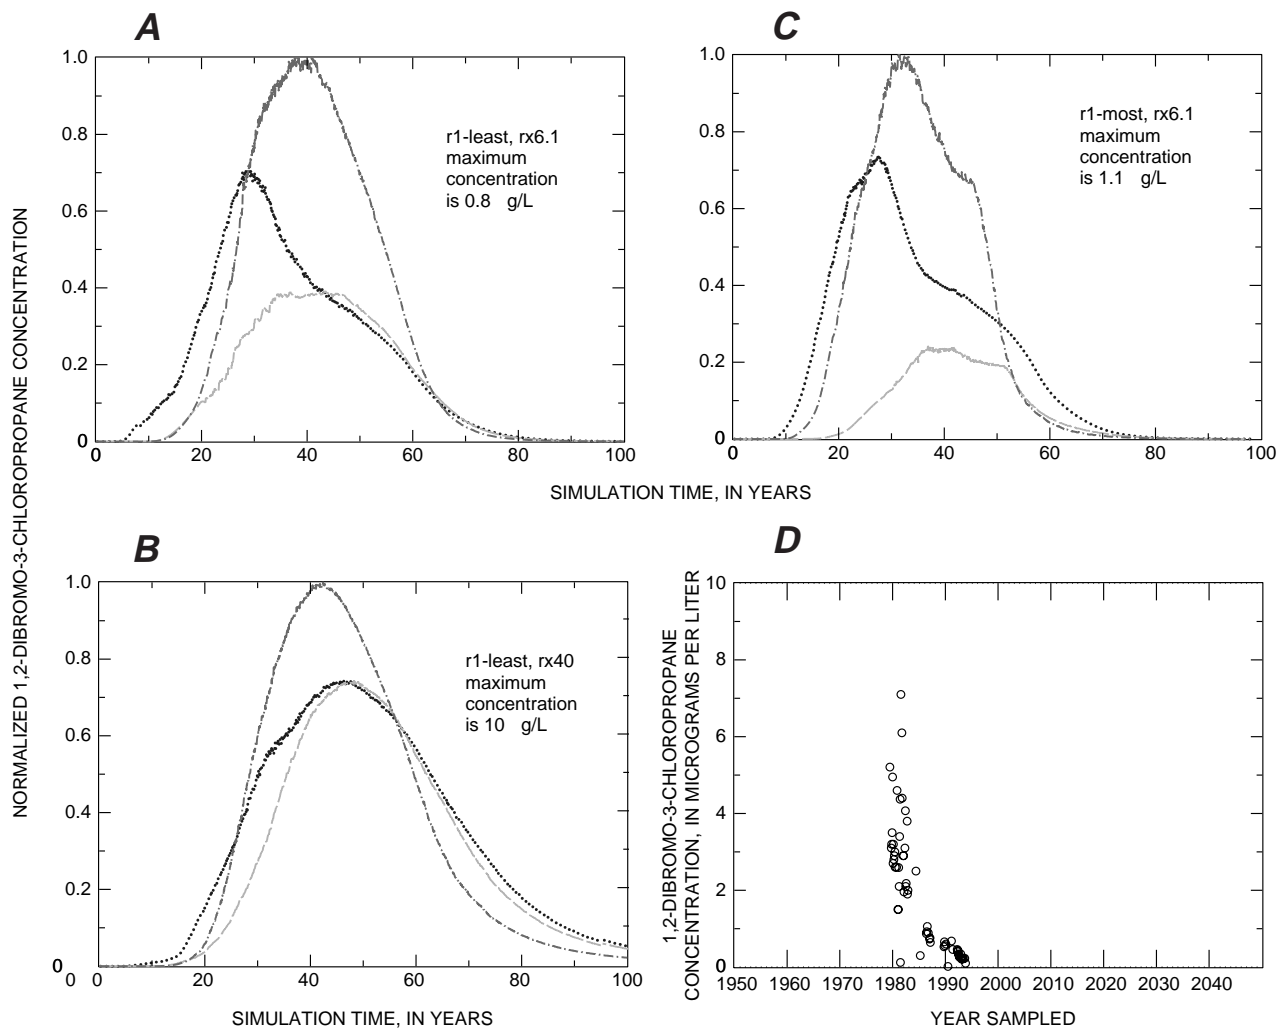 A
1.0
0.8
0.6
0.4
0.2
0
0 20 40 60 80 100
r1-least, rx6.1
maximum
concentration
is 0.8 g/L
C
1.0
0.8
0.6
0.4
0.2
0
0 20 40 60 80 100
r1-most, rx6.1
maximum
concentration
is 1.1 g/L
SIMULATION TIME, IN YEARS
NORMALIZED 1,2-DIBROMO-3-CHLOROPROPANE CONCENTRATION
B
1.0
0.8
0.6
0.4
0.2
0
0 20 40 60 80 100
r1-least, rx40
maximum
concentration
is 10 g/L
SIMULATION TIME, IN YEARS
D
1,2-DIBROMO-3-CHLOROPROPANE
CONCENTRATION, IN MICROGRAMS PER LITER
10
8
6
4
2
0
1950 1960 1970 1980 1990 2000 2010 2020 2030 2040
YEAR SAMPLED